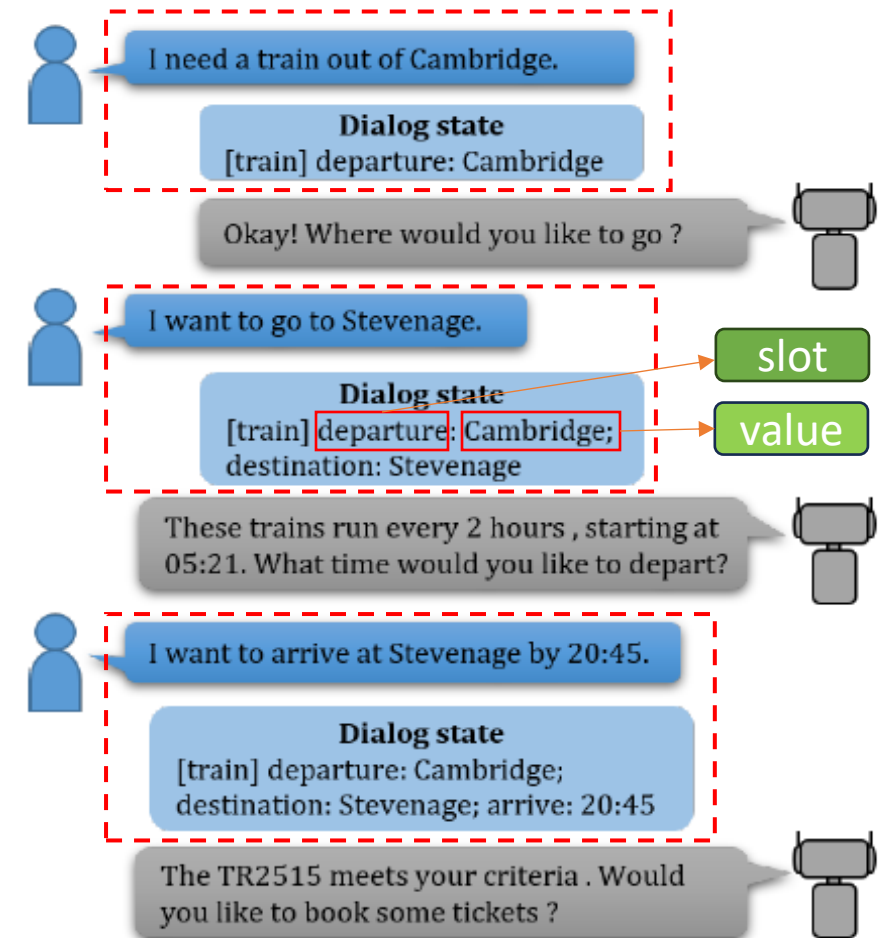 I need a train out of Cambridge.
Dialog state
[train] departure: Cambridge
Okay! Where would you like to go ?
I want to go to Stevenage.
slot
Dialog state
[train] departure: Cambridge;
value
destination: Stevenage
These trains run every 2 hours , starting at
05:21. What time would you like to depart?
I want to arrive at Stevenage by 20:45.
Dialog state
[train] departure: Cambridge;
destination: Stevenage; arrive: 20:45
The TR2515 meets your criteria . Would
you like to book some tickets ?